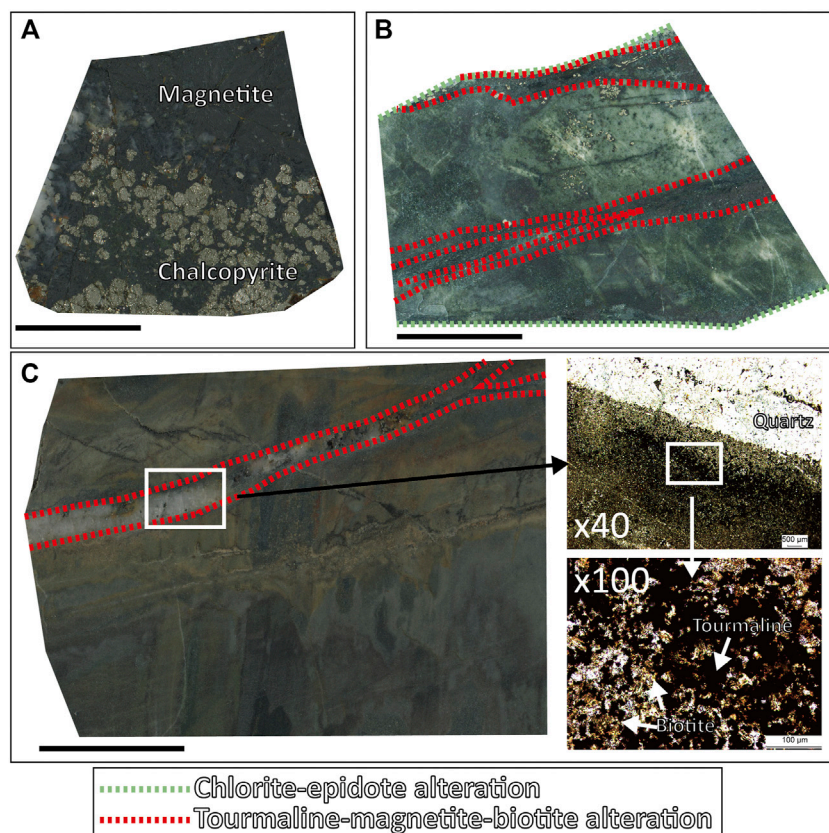 A
Magnetite
Chalcopyrite
B
C
Quartz
x40
500 µm
x100
Tourmaline
Biotite
100 µm
Chlorite-epidote alteration
Tourmaline-magnetite-biotite alteration